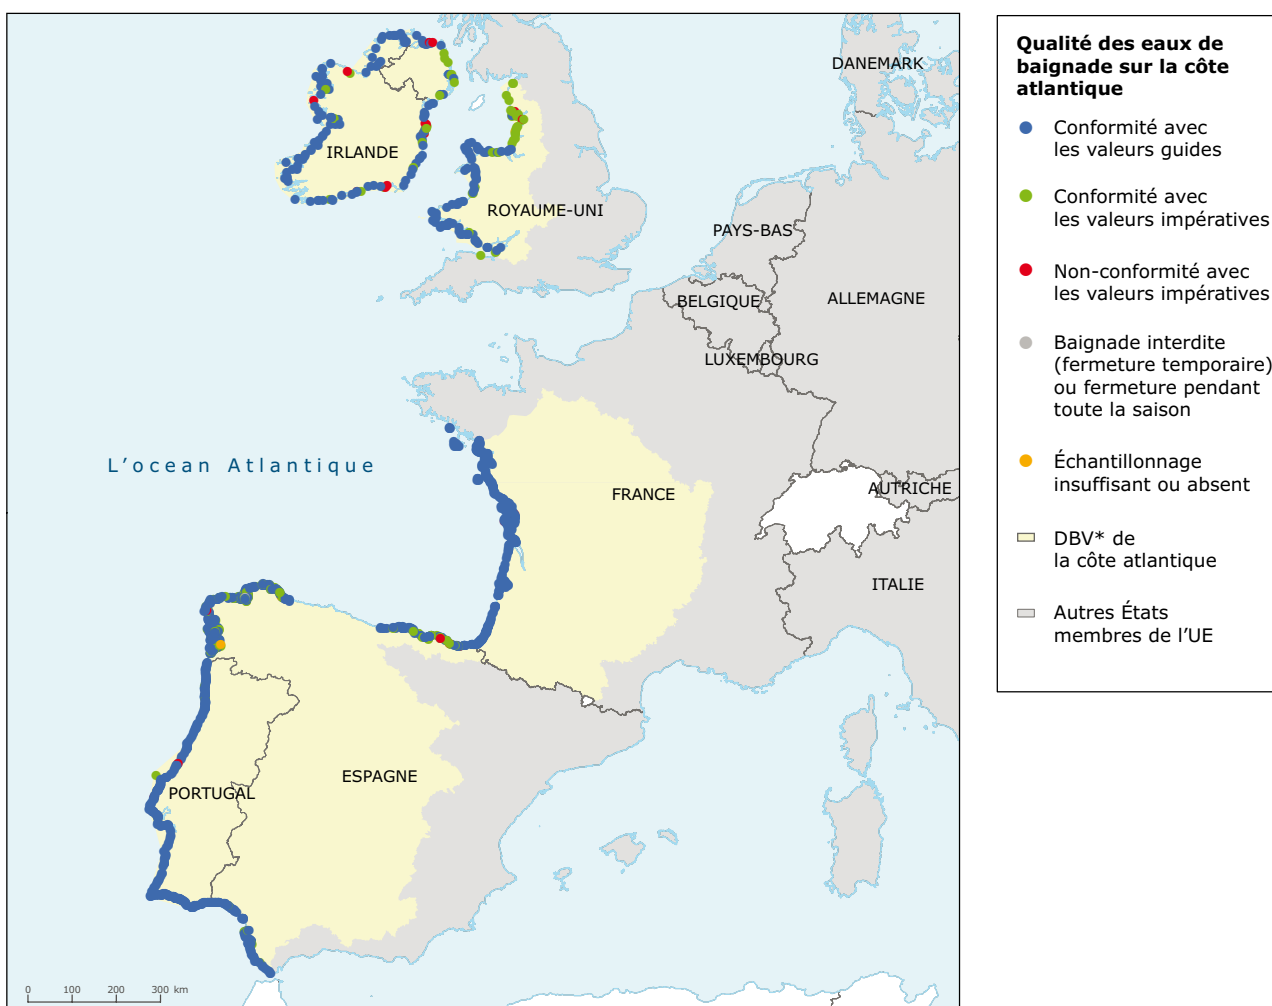 DANEMARK
IRLANDE
ROYAUME-UNI
PAYS-BAS
BELGIQUE
ALLEMAGNE
LUXEMBOURG
L'ocean Atlantique
FRANCE
AUTRICHE
ITALIE
ESPAGNE
PORTUGAL
0 100 200 300 km
Qualité des eaux de
baignade sur la côte
atlantique
Conformité avec
les valeurs guides
Conformité avec
les valeurs impératives
Non-conformité avec
les valeurs impératives
Baignade interdite
(fermeture temporaire)
ou fermeture pendant
toute la saison
Échantillonnage
insuffisant ou absent
DBV* de
la côte atlantique
Autres États
membres de l'UE